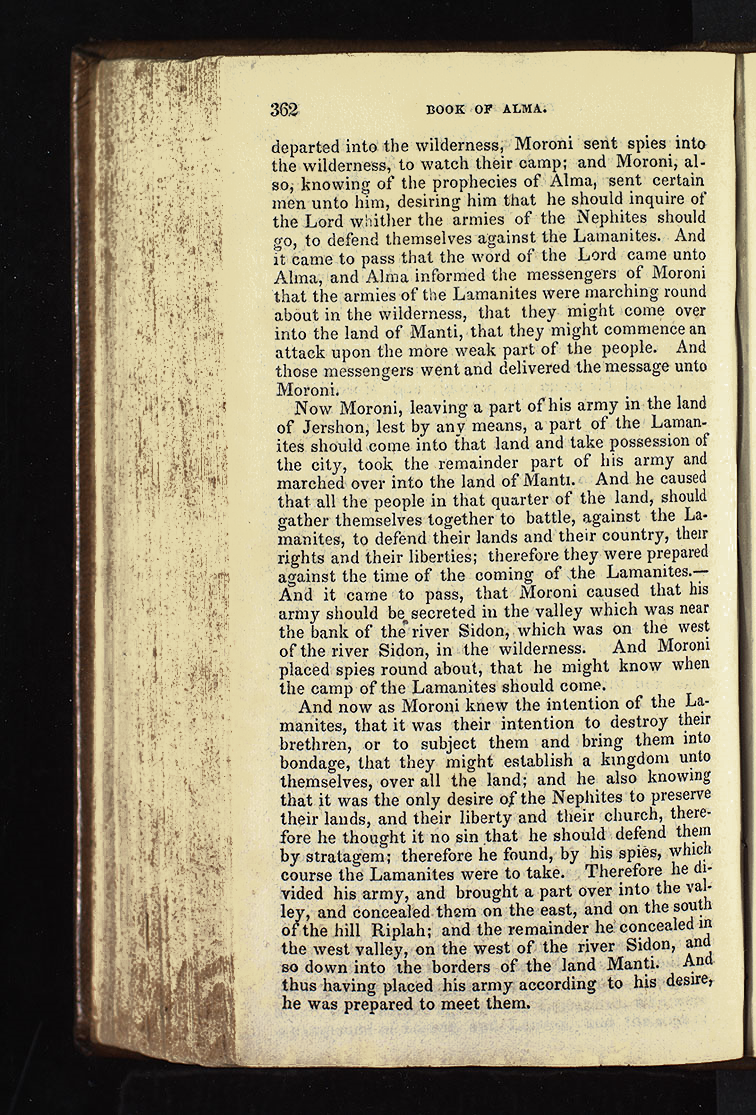 362 BOOK OF ALMA.
departed into the wilderness, Moroni sent spies into
the wilderness, to watch their camp; and Moroni, al-
so, knowing of the prophecies of Alma, sent certain
men unto him, desiring him that he should inquire of
the Lord whither the armies of the Nephites should
go, to defend themselves against the Lamanites. And
it came to pass that the word of the Lord came unto
Alma, and Alma informed the messengers of Moroni
that the armies of the Lamanites were marching round
about in the wilderness, that they might come over
into the land of Manti, that they might commence an
attack upon the more weak part of the people. And
those messengers went and delivered the message unto
Moroni.
Now Moroni, leaving a part of his army in the land
of Jershon, lest by any means, a part of the Laman-
ites should come into that land and take possession of
the city, took the remainder part of his army and
marched over into the land of Manti. And he caused
that all the people in that quarter of the land, should
gather themselves together to battle, against the La-
manites, to defend their lands and their country, their
rights and their liberties; therefore they were prepared
against the time of the coming of the Lamanites.—
And it came to pass, that Moroni caused that his
army should be secreted in the valley which was near
the bank of the river Sidon, which was on the west
of the river Sidon, in the wilderness. And Moroni
placed spies round about, that he might know when
the camp of the Lamanites should come.
And now as Moroni knew the intention of the La-
manites, that it was their intention to destroy their
brethren, or to subject them and bring them into
bondage, that they might establish a kingdom unto
themselves, over all the land; and he also knowing
that it was the only desire of the Nephites to preserve
their lands, and their liberty and their church, there-
fore he thought it no sin that he should defend them
by stratagem; therefore he found, by his spies, which
course the Lamanites were to take. Therefore he di-
vided his army, and brought a part over into the val-
ley, and concealed them on the east, and on the south
of the hill Riplah; and the remainder he concealed in
the west valley, on the west of the river Sidon, and
so down into the borders of the land Manti. And
thus having placed his army according to his desire,
he was prepared to meet them.